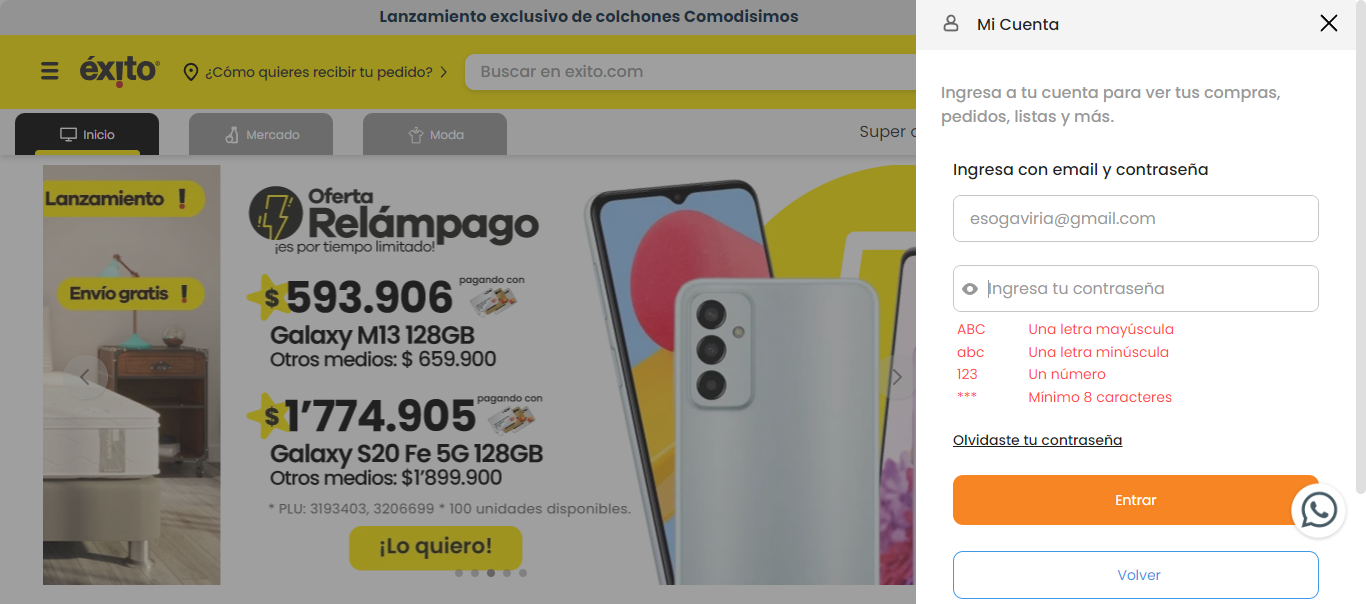 Lanzamiento exclusivo de colchones Comodisimos
éxito
¿Cómo quieres recibir tu pedido?
Buscar en exito.com
Inicio
Mercado
Moda
Super
Lanzamiento !
Envío gratis !
Oferta
Relámpago
¡es por tiempo limitado!
$593.906 pagando con
Galaxy M13 128GB
Otros medios: $ 659.900
$1’774.905 pagando con
Galaxy S20 Fe 5G 128GB
Otros medios: $1’899.900
* PLU: 3193403, 3206699 * 100 unidades disponibles.
¡Lo quiero!
Mi Cuenta
Ingresa a tu cuenta para ver tus compras,
pedidos, listas y más.
Ingresa con email y contraseña
esogaviria@gmail.com
Ingresa tu contraseña
ABC Una letra mayúscula
abc Una letra minúscula
123 Un número
*** Mínimo 8 caracteres
Olvidaste tu contraseña
Entrar
Volver